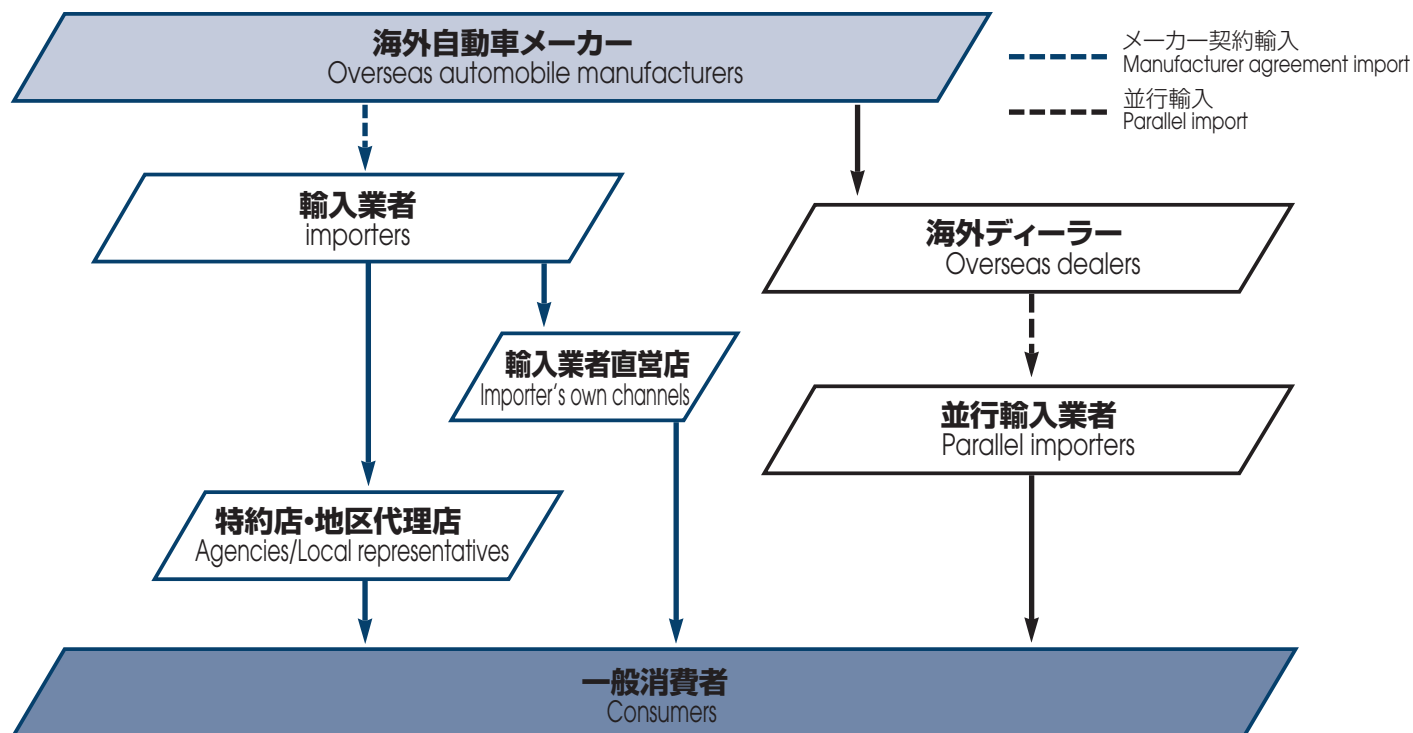 海外自動車メーカー
Overseas automobile manufacturers
メーカー契約輸入
Manufacturer agreement import
並行輸入
Parallel import
輸入業者
importers
海外ディーラー
Overseas dealers
輸入業者直営店
Importer's own channels
並行輸入業者
Parallel importers
特約店・地区代理店
Agencies/Local representatives
一般消費者
Consumers